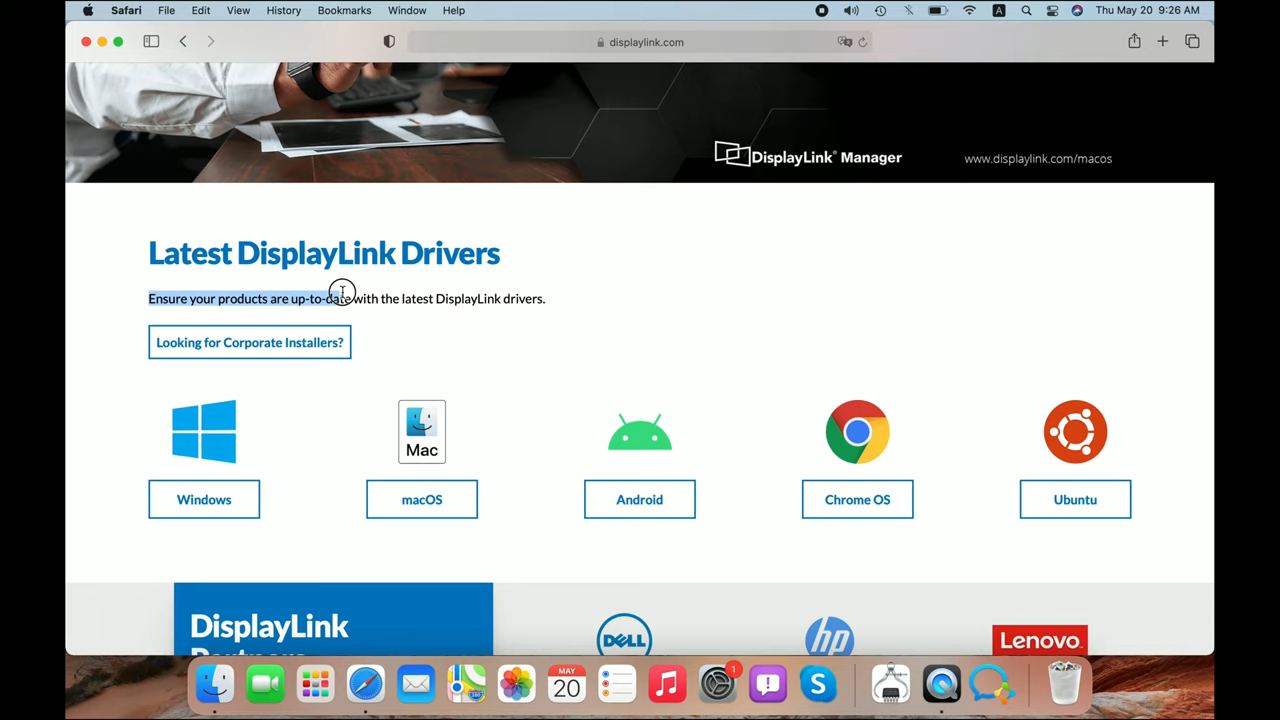 Safari File Edit View History Bookmarks Window Help A Thu May 20 9:26 AM
displaylink.com
DisplayLink® Manager www.displaylink.com/macos
Latest DisplayLink Drivers
Ensure your products are up-to-date with the latest DisplayLink drivers.
Looking for Corporate Installers?
Mac
Windows macOS Android Chrome OS Ubuntu
DisplayLink
Partners
DELL hp Lenovo
MAY
20
1